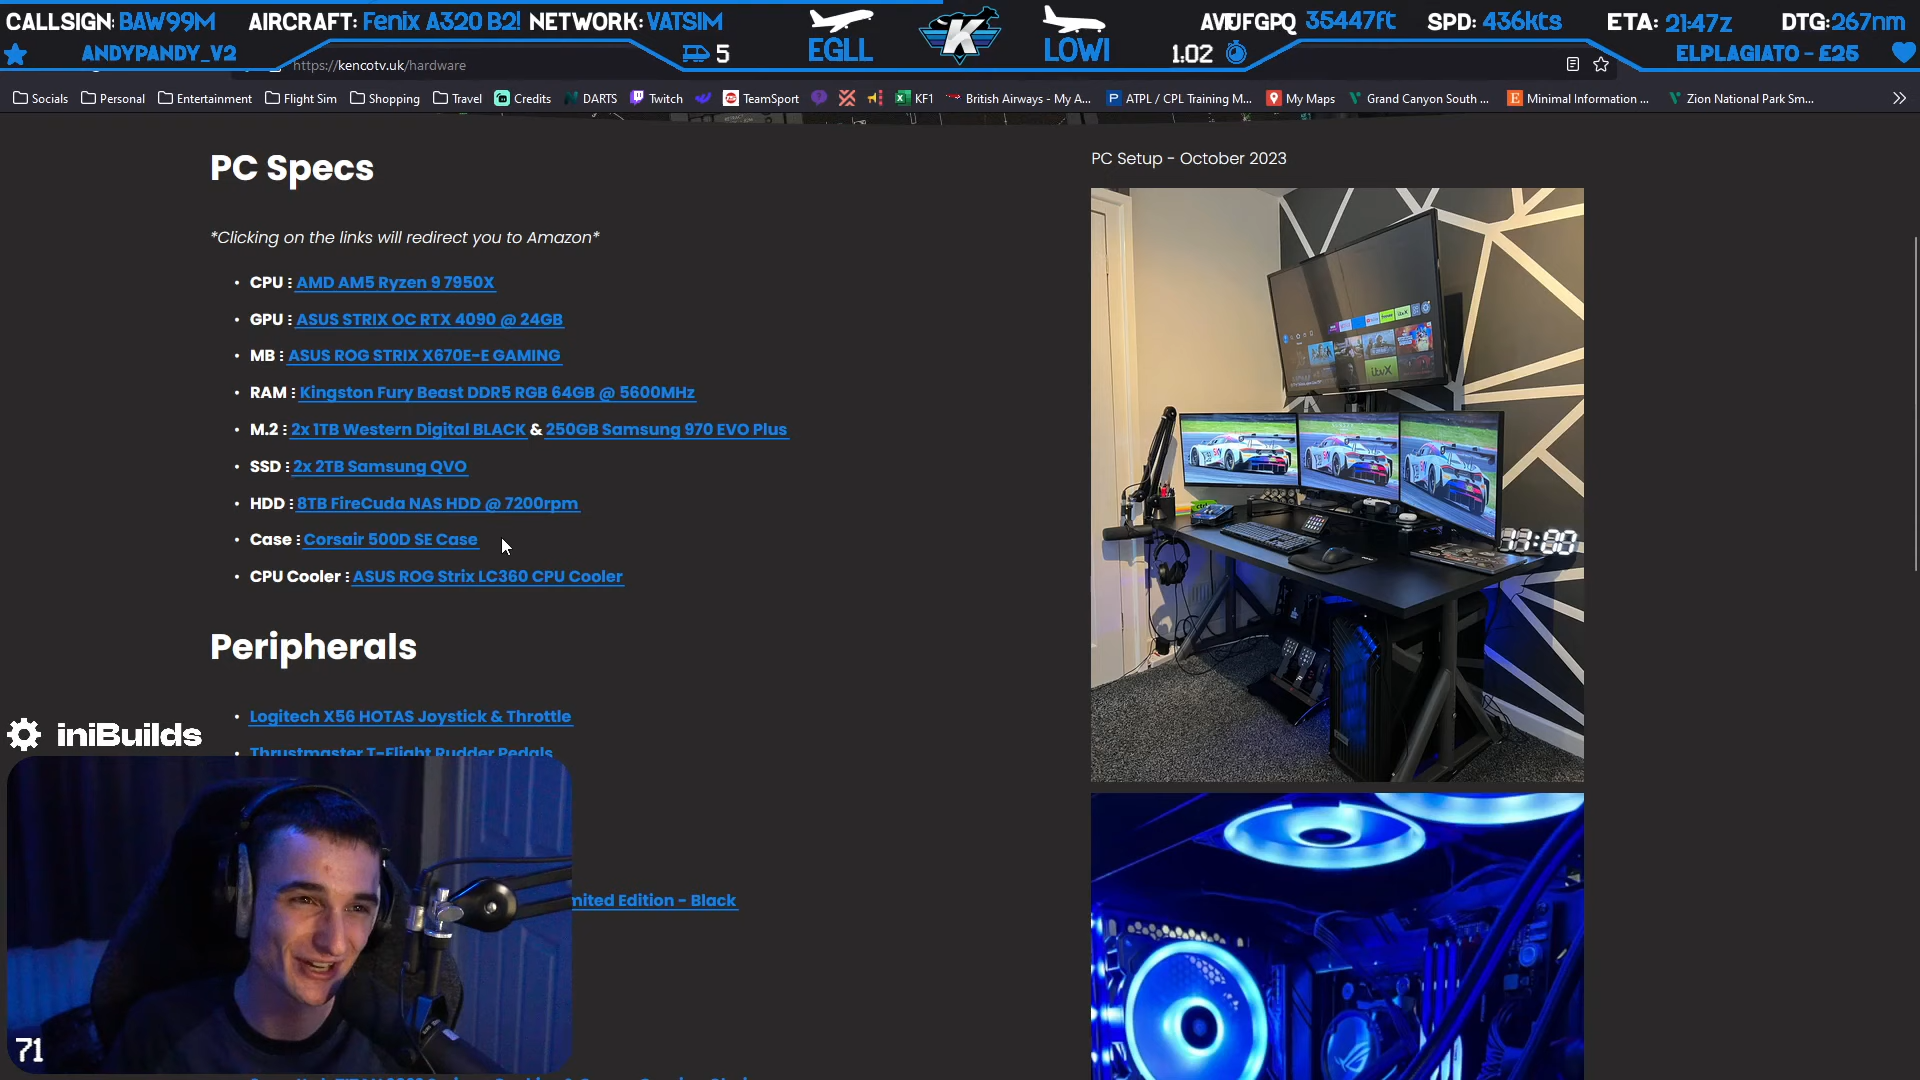 CALLSIGN: BAW99M AIRCRAFT: Fenix A320 B2! NETWORK: VATSIM
35447ft SPD: 436kts ETA: 21:47z DTG: 267nm
ANDYPANDY_V2
5
EGLL
K
LOWI
1:02
ELPLAGIATO - £25
https://kencotv.uk/hardware
Socials Personal Entertainment Flight Sim Shopping Travel Credits DARTS Twitch TeamSport KF1 British Airways - My A... ATPL / CPL Training M... My Maps Grand Canyon South ... Minimal Information ... Zion National Park Sm...
PC Specs
*Clicking on the links will redirect you to Amazon*
• CPU : AMD AM5 Ryzen 9 7950X
• GPU : ASUS STRIX OC RTX 4090 @ 24GB
• MB : ASUS ROG STRIX X670E-E GAMING
• RAM : Kingston Fury Beast DDR5 RGB 64GB @ 5600MHz
• M.2 : 2x 1TB Western Digital BLACK & 250GB Samsung 970 EVO Plus
• SSD : 2x 2TB Samsung QVO
• HDD : 8TB FireCuda NAS HDD @ 7200rpm
• Case : Corsair 500D SE Case
• CPU Cooler : ASUS ROG Strix LC360 CPU Cooler
Peripherals
• Logitech X56 HOTAS Joystick & Throttle
Thrustmaster T-Flight Rudder Pedals
mited Edition - Black
iniBuilds
71
PC Setup - October 2023
itvX